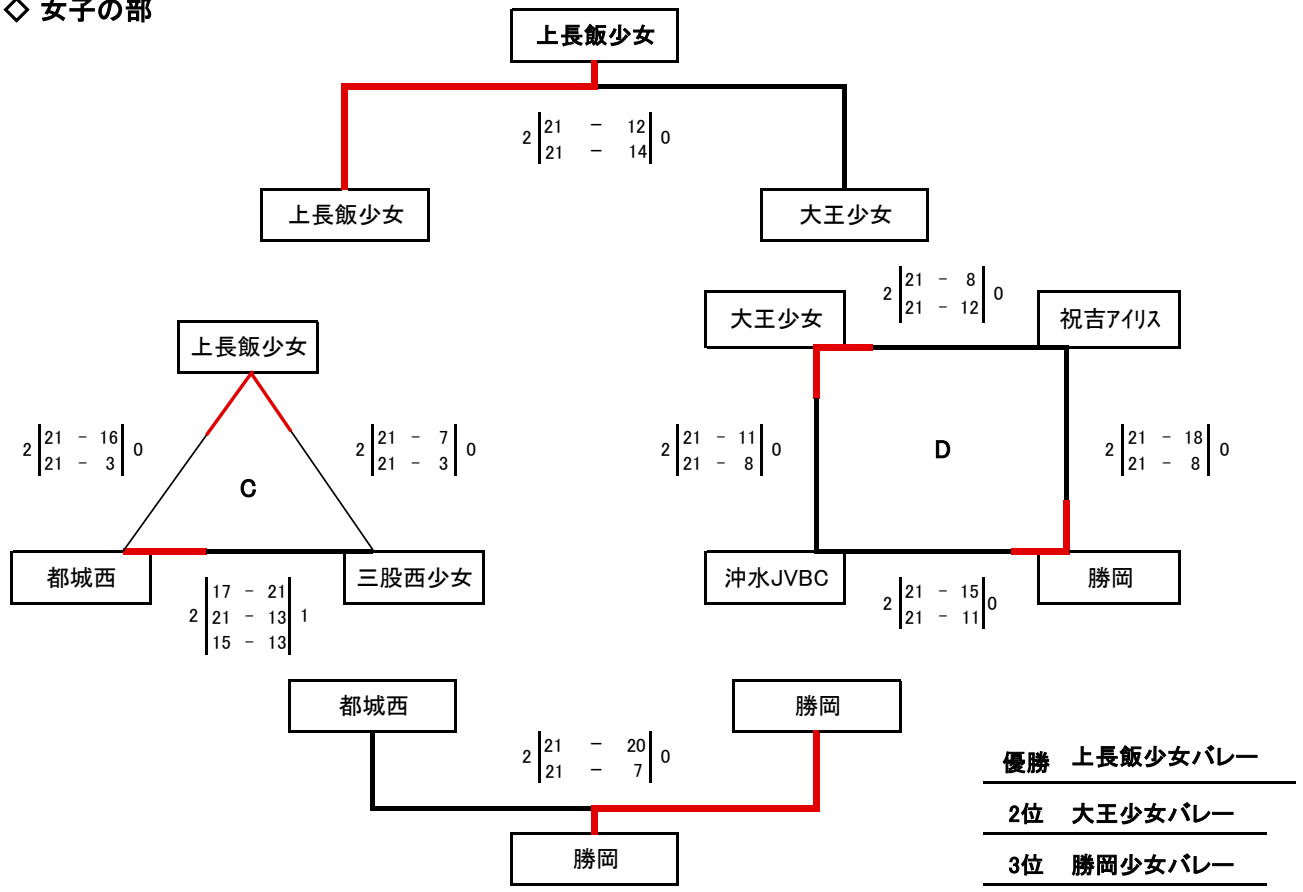 ◇ 女子の部
上長飯少女
2 21 － 12 0
21 － 14
上長飯少女
大王少女
2 21 - 8 0
21 - 12
大王少女
祝吉アイリス
上長飯少女
2 21 - 16 0
21 - 3
2 21 - 7 0
21 - 3
C
2 21 - 11 0
21 - 8
D
2 21 - 18 0
21 - 8
都城西
三股西少女
沖水JVBC
勝岡
17 - 21
2 21 - 13 1
15 - 13
2 21 - 15 0
21 - 11
都城西
勝岡
2 21 － 20 0
21 － 7
勝岡
優勝 上長飯少女バレー
2位 大王少女バレー
3位 勝岡少女バレー